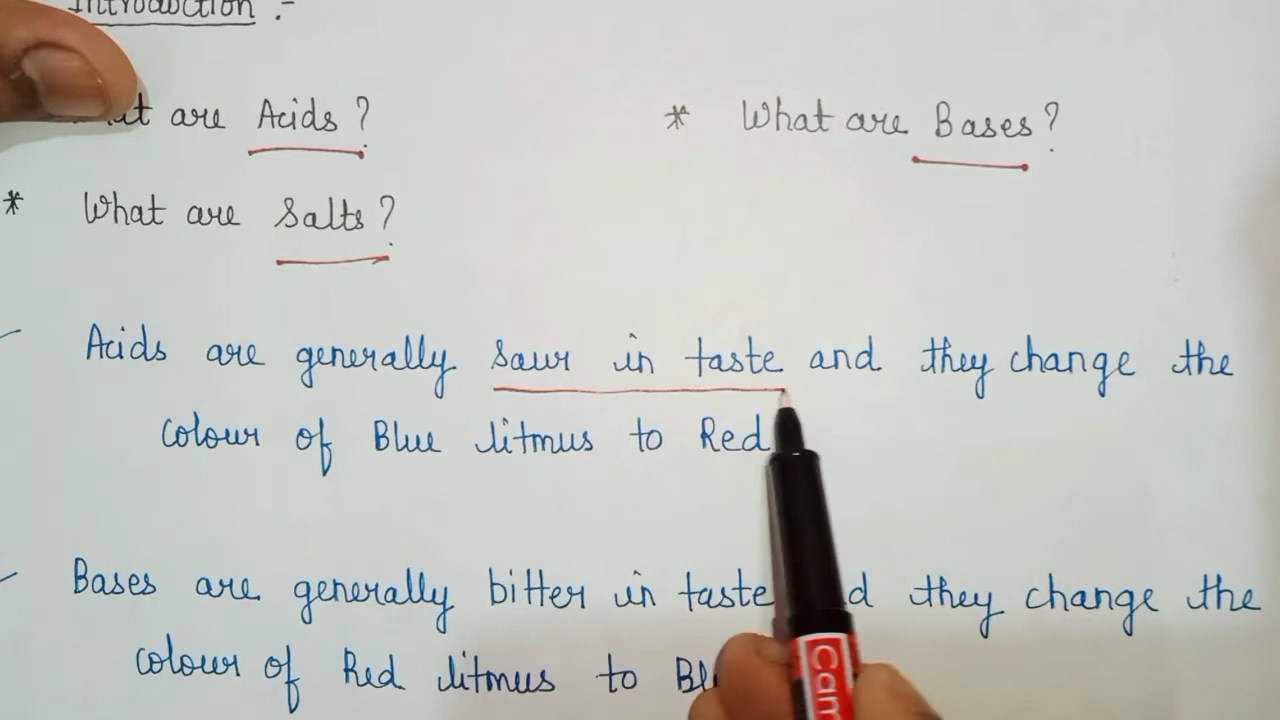 Introduction :-
are Acids ? * What are Bases ?
* What are Salts ?
Acids are generally Saur in taste and they change the
colour of Blue litmus to Red
Bases are generally bitter in taste they change the
colour of Red litmus to
Cam